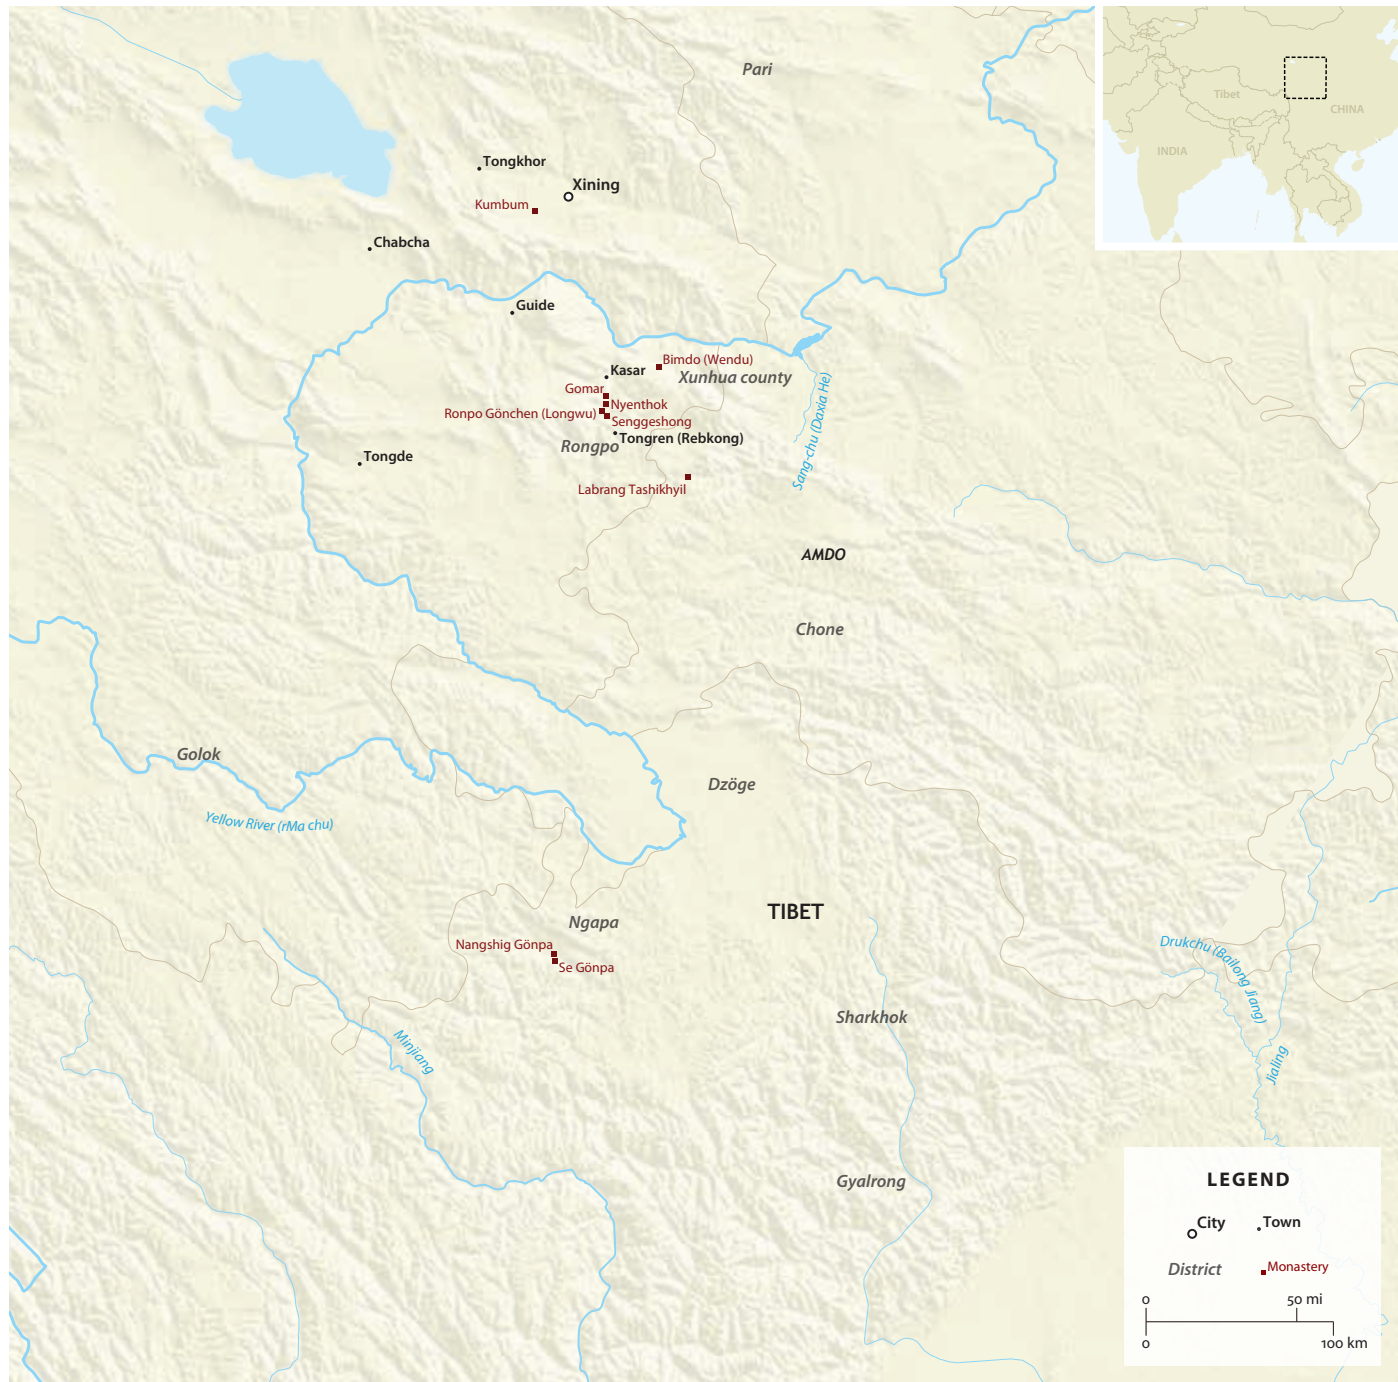 Pari
Tibet
CHINA
INDIA
Tongkhor
Xining
Kumbum
Chabcha
Guide
Bimdo (Wendu)
Kasar
Xunhua county
Gomar
Nyenthok
Ronpo Gönchen (Longwu)
Senggeshong
Tongren (Rebkong)
Rongpo
Sang-chu (Daxia He)
Tongde
Labrang Tashikhyil
AMDO
Chone
Golok
Dzöge
Yellow River (rMa chu)
TIBET
Ngapa
Nangshig Gönpa
Se Gönpa
Drukchu (Bailong Jiang)
Sharkhok
Minjiang
Jialing
Gyalrong
LEGEND
City
Town
District
Monastery
0 50 mi
0 100 km